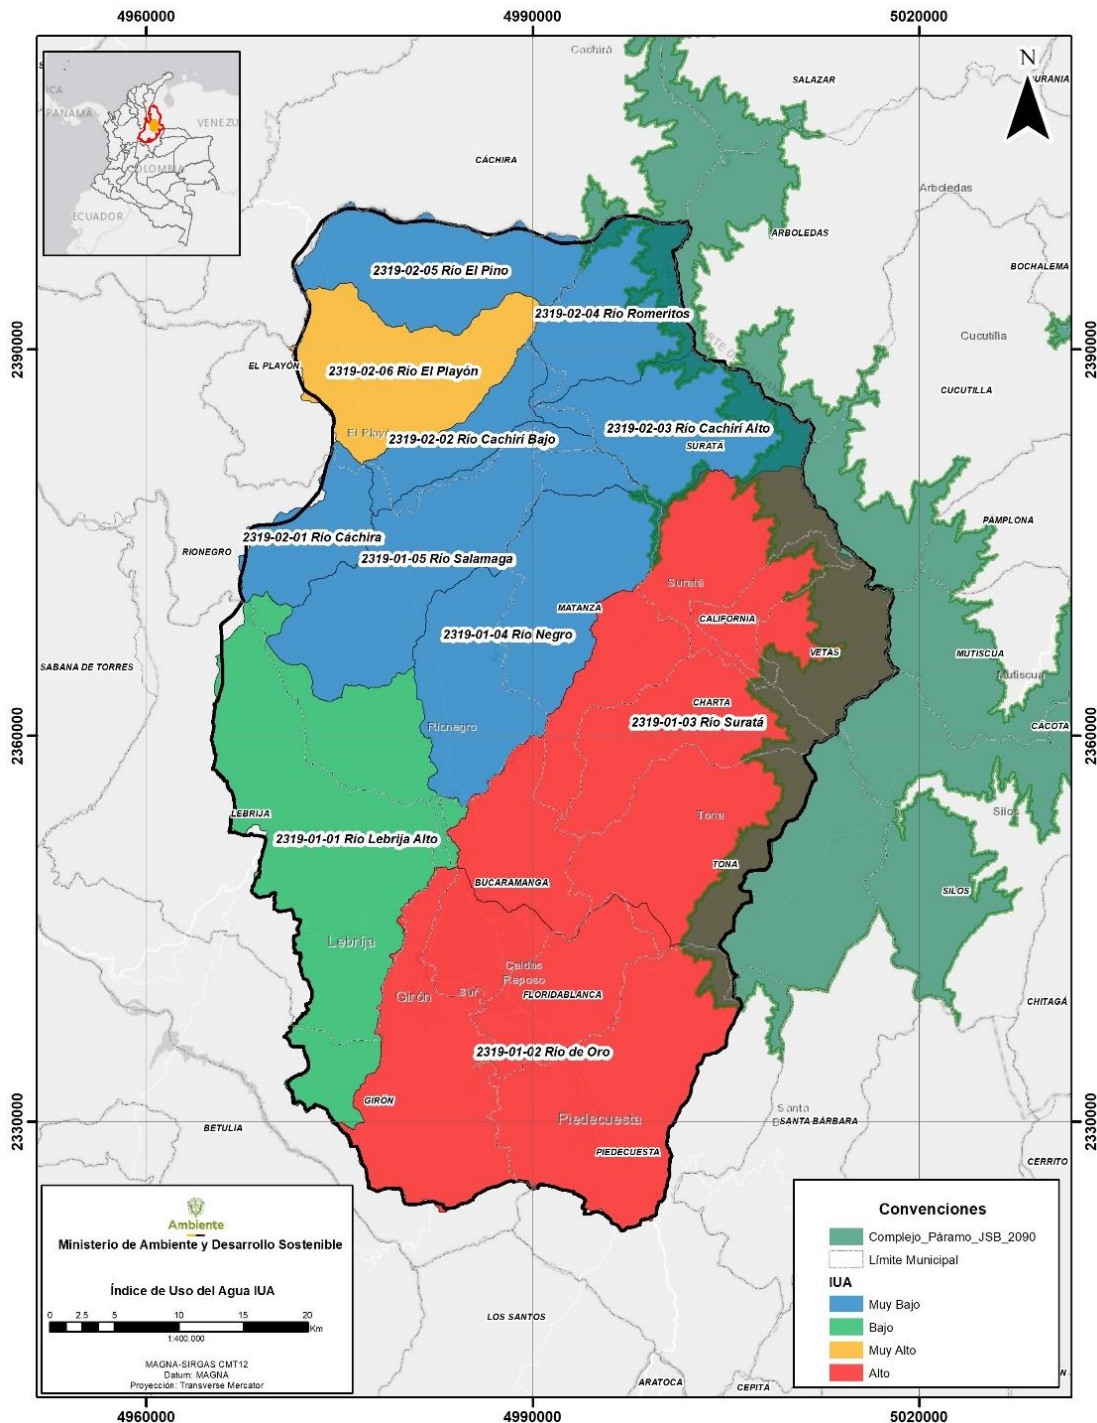 4960000
4990000
5020000
ICA
PANAMÁ
VENEZU
COLOMBIA
ECUADOR
N
Cachirá
SALAZAR
URANIA
CÁCHIRA
Arboledas
ARBOLEDAS
BOCHALEMA
2319-02-05 Río El Pino
2319-02-04 Río Romeritos
2390000
2390000
Cucutilla
EL PLAYÓN
2319-02-06 Río El Playón
CUCUTILLA
El Playó
2319-02-02 Río Cachirí Bajo
2319-02-03 Río Cachirí Alto
SURATÁ
PAMPLONA
2319-02-01 Río Cáchira
RIONEGRO
2319-01-05 Río Salamaga
Suratá
MATANZA
CALIFORNIA
2319-01-04 Río Negro
VETAS
MUTISCUA
SABANA DE TORRES
Mutiscua
CHARTA
2319-01-03 Río Suratá
CÁCOTA
Rionegro
2360000
2360000
LEBRIJA
Tona
Silos
2319-01-01 Río Lebrija Alto
TONA
BUCARAMANGA
SILOS
Lebrija
Caldas
Reposo
Girón
Sur
FLORIDABLANCA
CHITAGÁ
2319-01-02 Río de Oro
GIRÓN
Santa
Piedecuesta
SANTA BÁRBARA
2330000
2330000
BETULIA
PIEDECUESTA
CERRITO
Ambiente
Ministerio de Ambiente y Desarrollo Sostenible
Índice de Uso del Agua IUA
0 2.5 5 10 15 20
Km
1:400.000
MAGNA-SIRGAS CMT12
Datum: MAGNA
Proyección: Transverse Mercator
Convenciones
Complejo_Páramo_JSB_2090
Límite Municipal
IUA
Muy Bajo
Bajo
Muy Alto
Alto
LOS SANTOS
ARATOCA
CEPITÁ
4960000
4990000
5020000